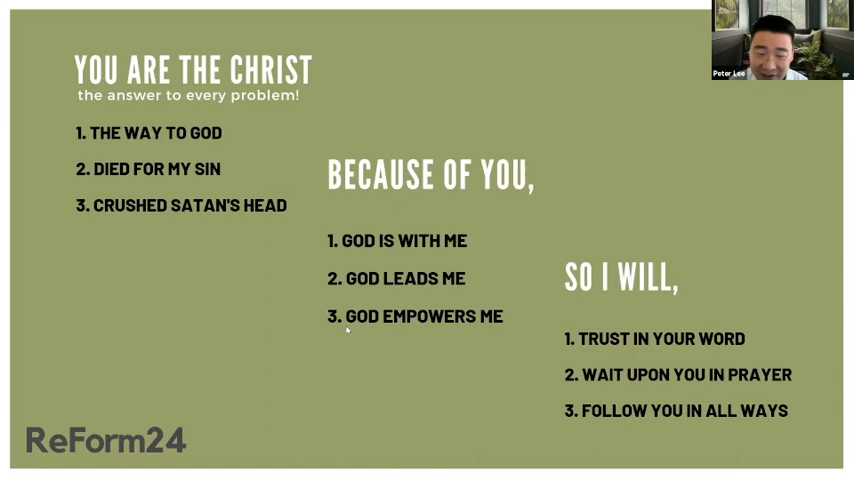 YOU ARE THE CHRIST
the answer to every problem!
1. THE WAY TO GOD
2. DIED FOR MY SIN
3. CRUSHED SATAN'S HEAD
BECAUSE OF YOU,
1. GOD IS WITH ME
2. GOD LEADS ME
3. GOD EMPOWERS ME
SO I WILL,
1. TRUST IN YOUR WORD
2. WAIT UPON YOU IN PRAYER
3. FOLLOW YOU IN ALL WAYS
ReForm24
Peter Lee